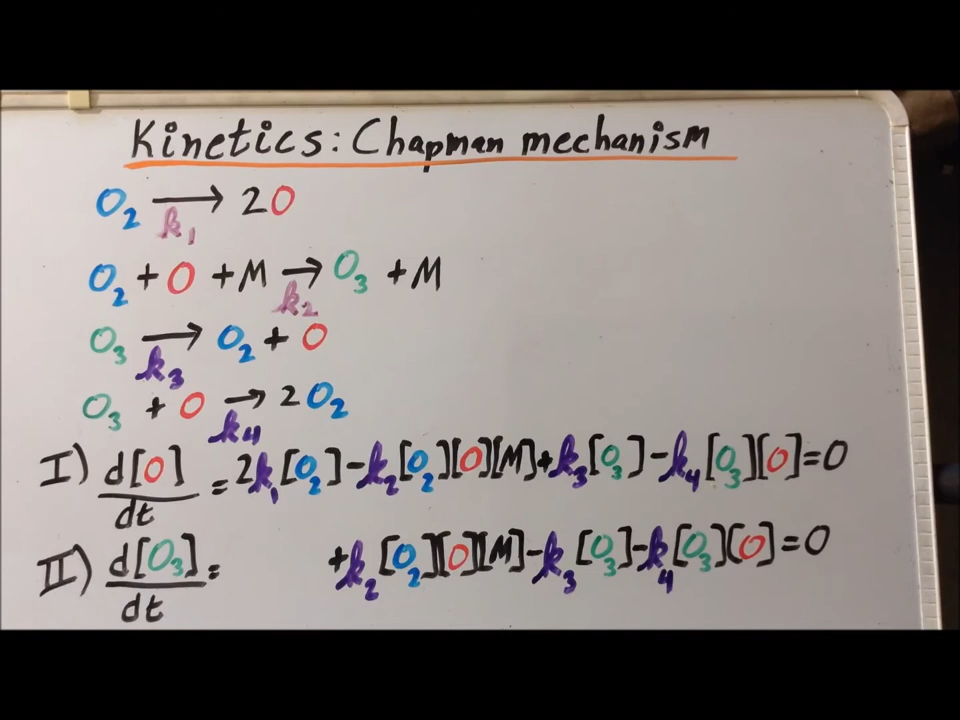 Kinetics: Chapman mechanism
O₂ ⟶ 2O
k₁
O₂ + O + M ⟶ O₃ + M
k₂
O₃ ⟶ O₂ + O
k₃
O₃ + O ⟶ 2O₂
k₄
I) d[O]/dt = 2k₁[O₂] - k₂[O₂][O][M] + k₃[O₃] - k₄[O₃][O] = 0
II) d[O₃]/dt = + k₂[O₂][O][M] - k₃[O₃] - k₄[O₃][O] = 0